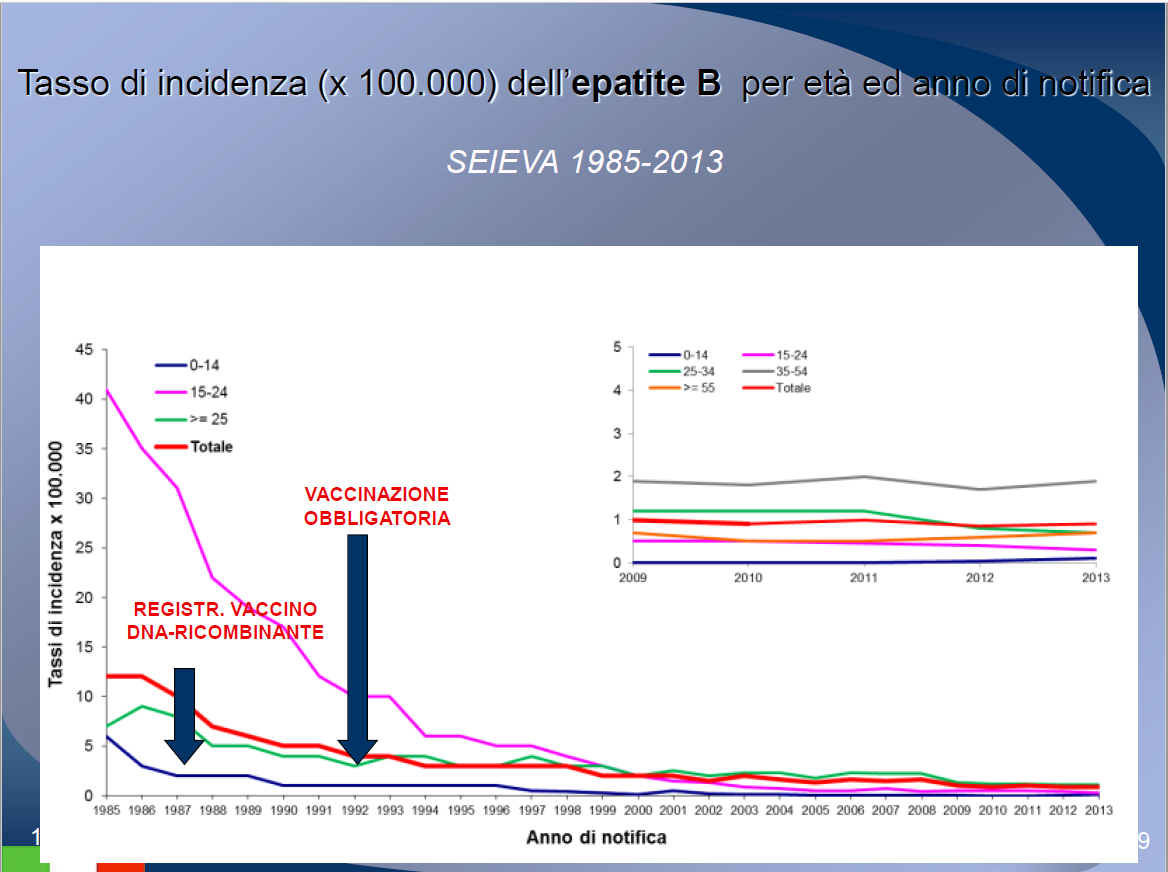 Tasso di incidenza (x 100.000) dell'epatite B per età ed anno di notifica
SEIEVA 1985-2013
45
40
35
30
25
20
15
10
5
0
Tassi di incidenza x 100.000
0-14
15-24
>= 25
Totale
VACCINAZIONE
OBBLIGATORIA
REGISTR. VACCINO
DNA-RICOMBINANTE
1985 1986 1987 1988 1989 1990 1991 1992 1993 1994 1995 1996 1997 1998 1999 2000 2001 2002 2003 2004 2005 2006 2007 2008 2009 2010 2011 2012 2013
Anno di notifica
5
4
3
2
1
0
0-14 15-24
25-34 35-54
>= 55 Totale
2009 2010 2011 2012 2013
1
9